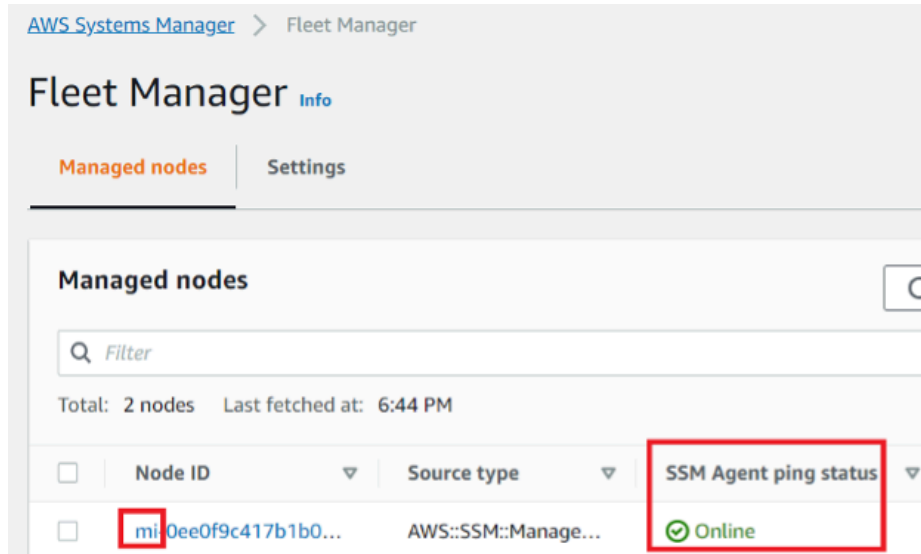 AWS Systems Manager > Fleet Manager
Fleet Manager Info
Managed nodes Settings
Managed nodes
Filter
Total: 2 nodes Last fetched at: 6:44 PM
Node ID Source type SSM Agent ping status
mi-0ee0f9c417b1b0... AWS::SSM::Manage... Online